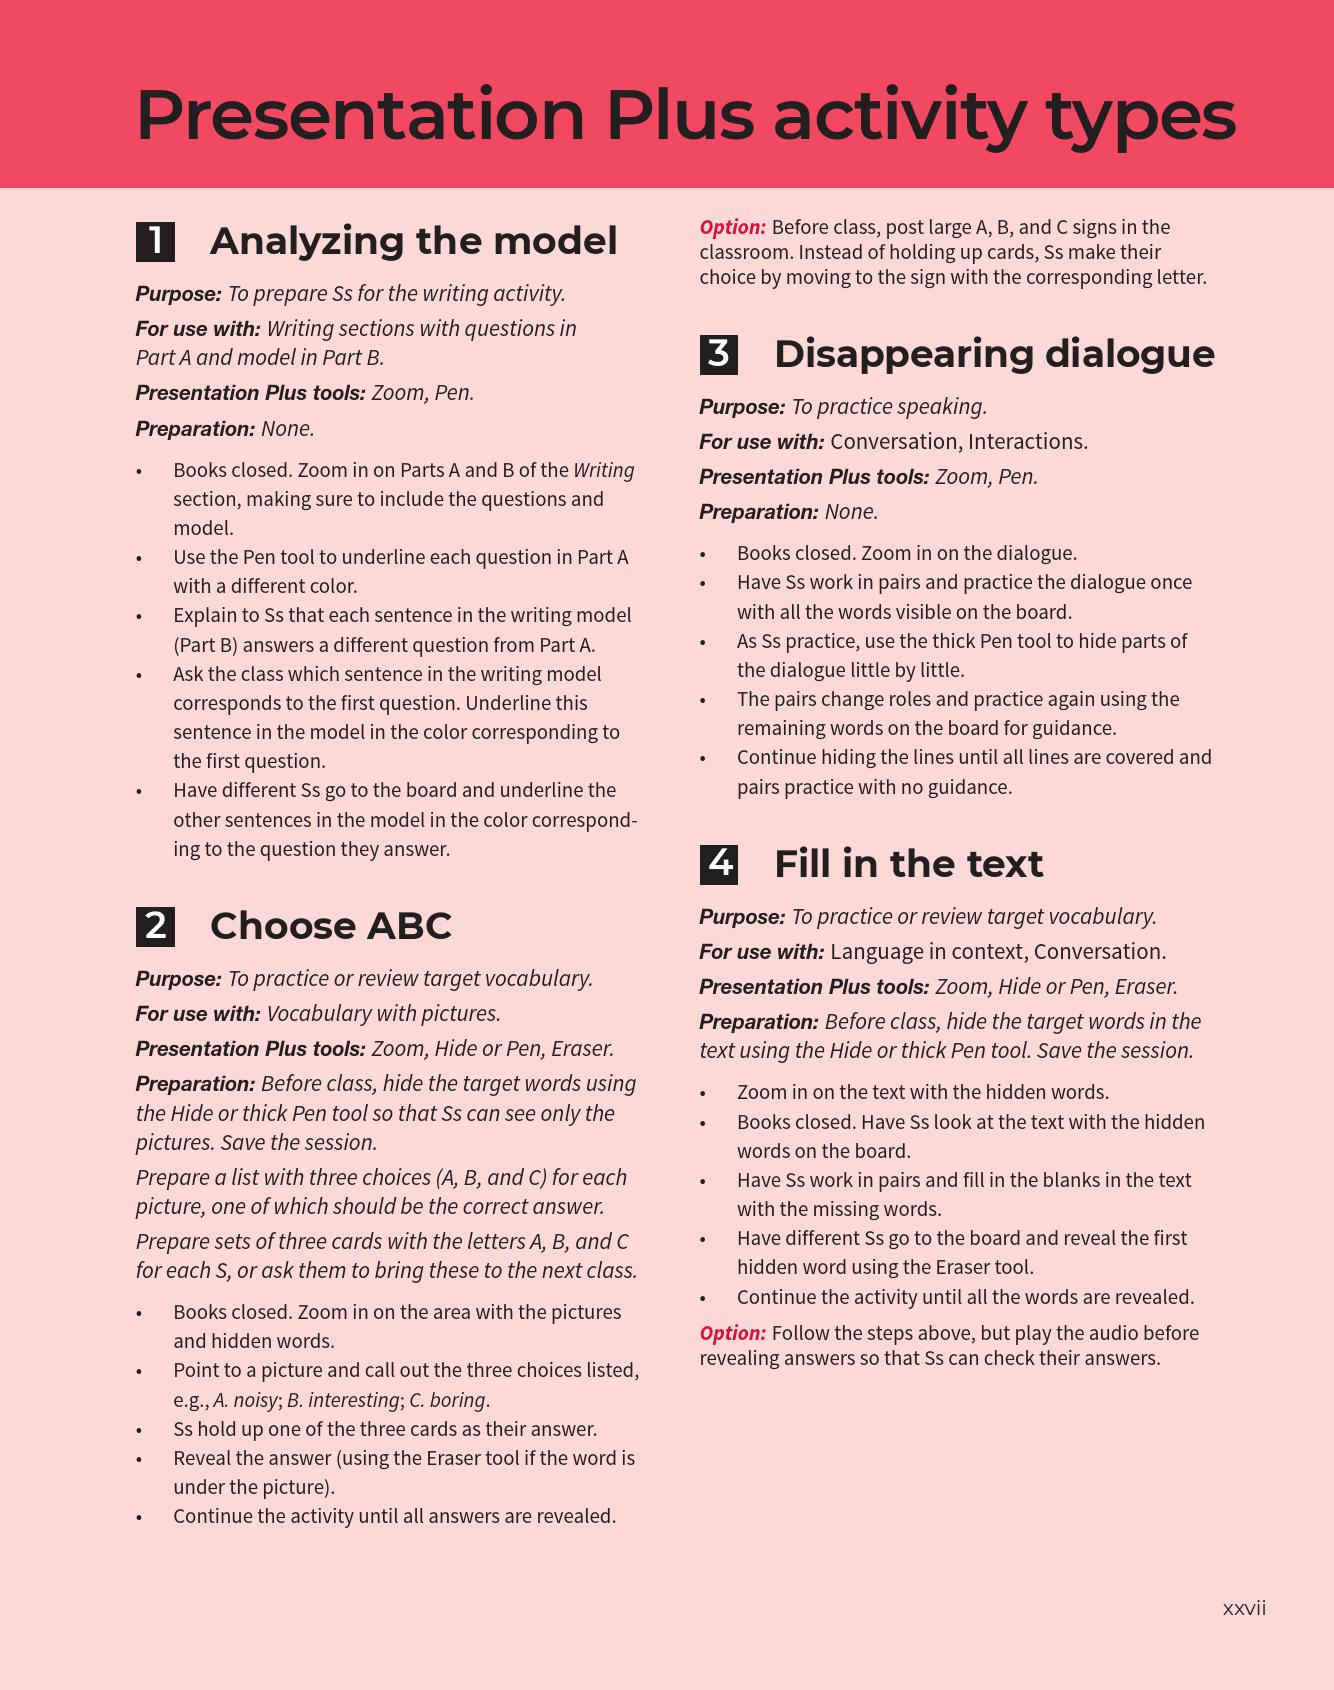 Presentation Plus activity types
1 Analyzing the model
Purpose: To prepare Ss for the writing activity.
For use with: Writing sections with questions in
Part A and model in Part B.
Presentation Plus tools: Zoom, Pen.
Preparation: None.
• Books closed. Zoom in on Parts A and B of the Writing
section, making sure to include the questions and
model.
• Use the Pen tool to underline each question in Part A
with a different color.
• Explain to Ss that each sentence in the writing model
(Part B) answers a different question from Part A.
• Ask the class which sentence in the writing model
corresponds to the first question. Underline this
sentence in the model in the color corresponding to
the first question.
• Have different Ss go to the board and underline the
other sentences in the model in the color correspond-
ing to the question they answer.
2 Choose ABC
Purpose: To practice or review target vocabulary.
For use with: Vocabulary with pictures.
Presentation Plus tools: Zoom, Hide or Pen, Eraser.
Preparation: Before class, hide the target words using
the Hide or thick Pen tool so that Ss can see only the
pictures. Save the session.
Prepare a list with three choices (A, B, and C) for each
picture, one of which should be the correct answer.
Prepare sets of three cards with the letters A, B, and C
for each S, or ask them to bring these to the next class.
• Books closed. Zoom in on the area with the pictures
and hidden words.
• Point to a picture and call out the three choices listed,
e.g., A. noisy; B. interesting; C. boring.
• Ss hold up one of the three cards as their answer.
• Reveal the answer (using the Eraser tool if the word is
under the picture).
• Continue the activity until all answers are revealed.
Option: Before class, post large A, B, and C signs in the
classroom. Instead of holding up cards, Ss make their
choice by moving to the sign with the corresponding letter.
3 Disappearing dialogue
Purpose: To practice speaking.
For use with: Conversation, Interactions.
Presentation Plus tools: Zoom, Pen.
Preparation: None.
• Books closed. Zoom in on the dialogue.
• Have Ss work in pairs and practice the dialogue once
with all the words visible on the board.
• As Ss practice, use the thick Pen tool to hide parts of
the dialogue little by little.
• The pairs change roles and practice again using the
remaining words on the board for guidance.
• Continue hiding the lines until all lines are covered and
pairs practice with no guidance.
4 Fill in the text
Purpose: To practice or review target vocabulary.
For use with: Language in context, Conversation.
Presentation Plus tools: Zoom, Hide or Pen, Eraser.
Preparation: Before class, hide the target words in the
text using the Hide or thick Pen tool. Save the session.
• Zoom in on the text with the hidden words.
• Books closed. Have Ss look at the text with the hidden
words on the board.
• Have Ss work in pairs and fill in the blanks in the text
with the missing words.
• Have different Ss go to the board and reveal the first
hidden word using the Eraser tool.
• Continue the activity until all the words are revealed.
Option: Follow the steps above, but play the audio before
revealing answers so that Ss can check their answers.
xxvii